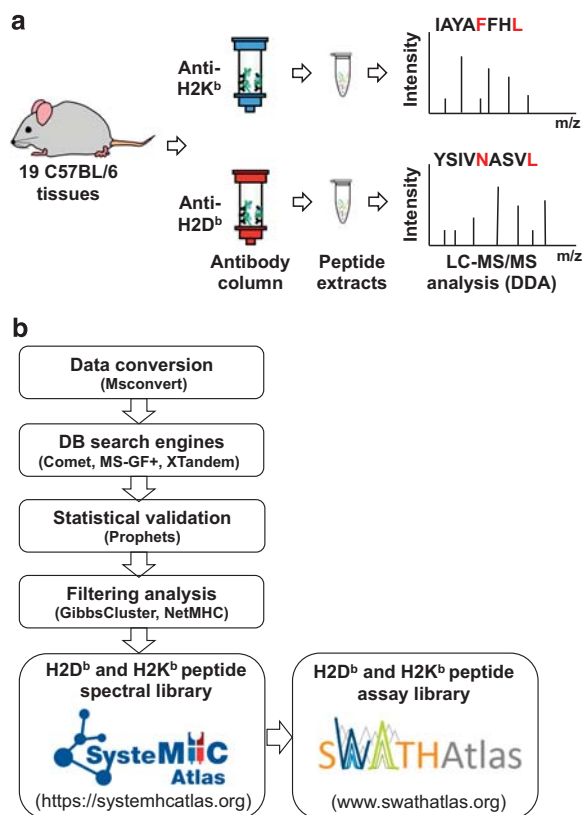 a
Anti-
H2Kᵇ
IAYAFFHL
Intensity
m/z
19 C57BL/6
tissues
Anti-
H2Dᵇ
YSIVNASVL
Intensity
m/z
Antibody
column
Peptide
extracts
LC-MS/MS
analysis (DDA)
b
Data conversion
(Msconvert)
DB search engines
(Comet, MS-GF+, XTandem)
Statistical validation
(Prophets)
Filtering analysis
(GibbsCluster, NetMHC)
H2Dᵇ and H2Kᵇ peptide
spectral library
SysteMHC
Atlas
(https://systemhcatlas.org)
H2Dᵇ and H2Kᵇ peptide
assay library
SWATHAtlas
(www.swathatlas.org)